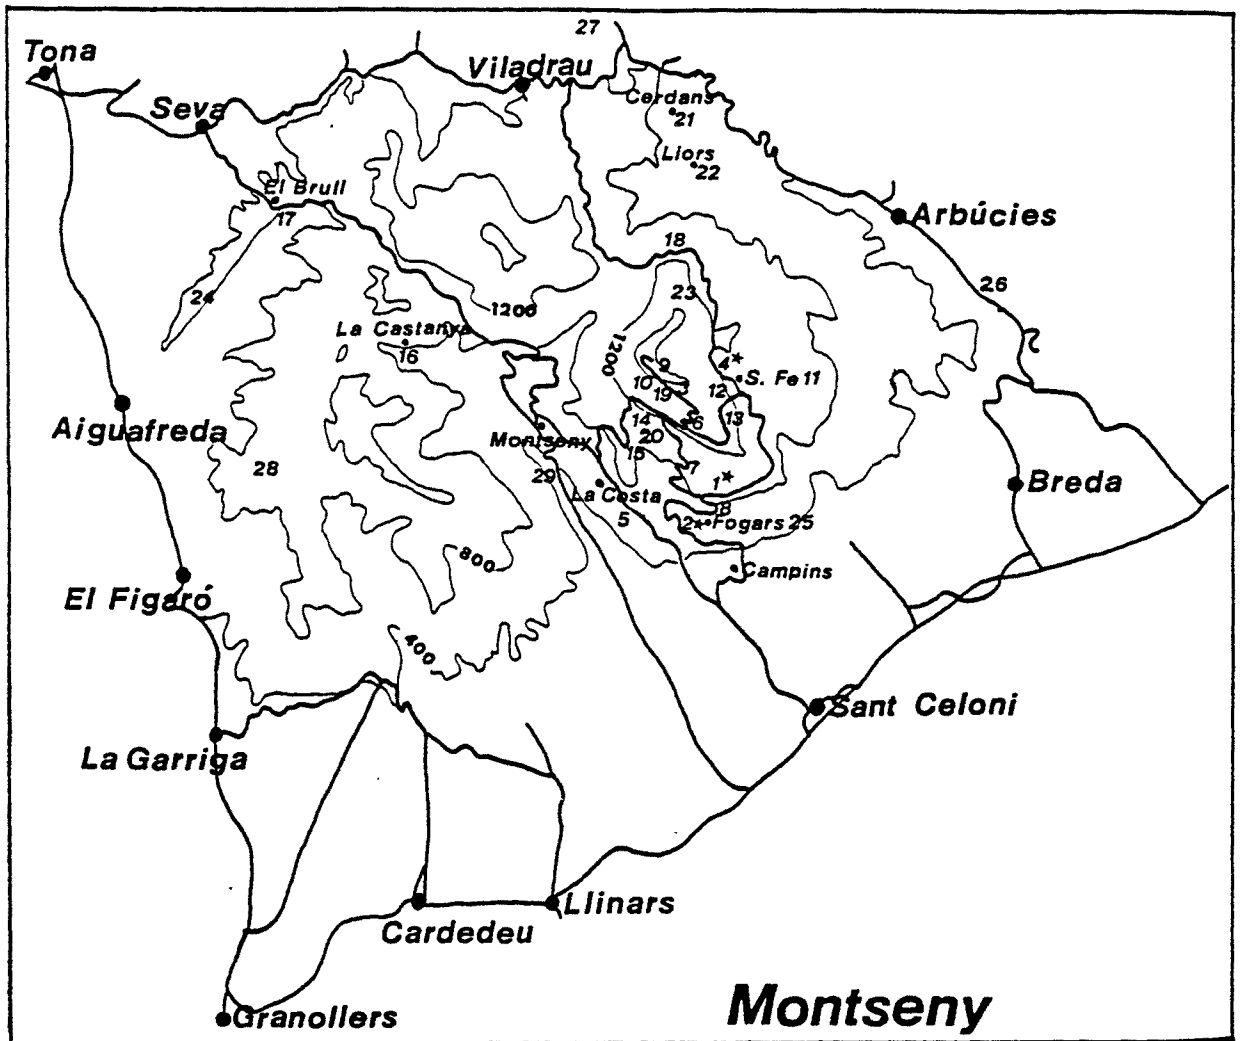 27
Tona
Viladrau
Cerdans
21
Seva
Liors
22
El Brull
17
Arbúcies
18
26
24
23
1200
La Castanya
16
1200
9
4*
10
19
12
S. Fe 11
14
6
13
20
Aiguafreda
Montseny
15
28
29
7
1*
La Costa
Breda
5
8
2* Fogars 25
800
Campins
El Figaró
400
Sant Celoni
La Garriga
Llinars
Cardedeu
Montseny
Granollers